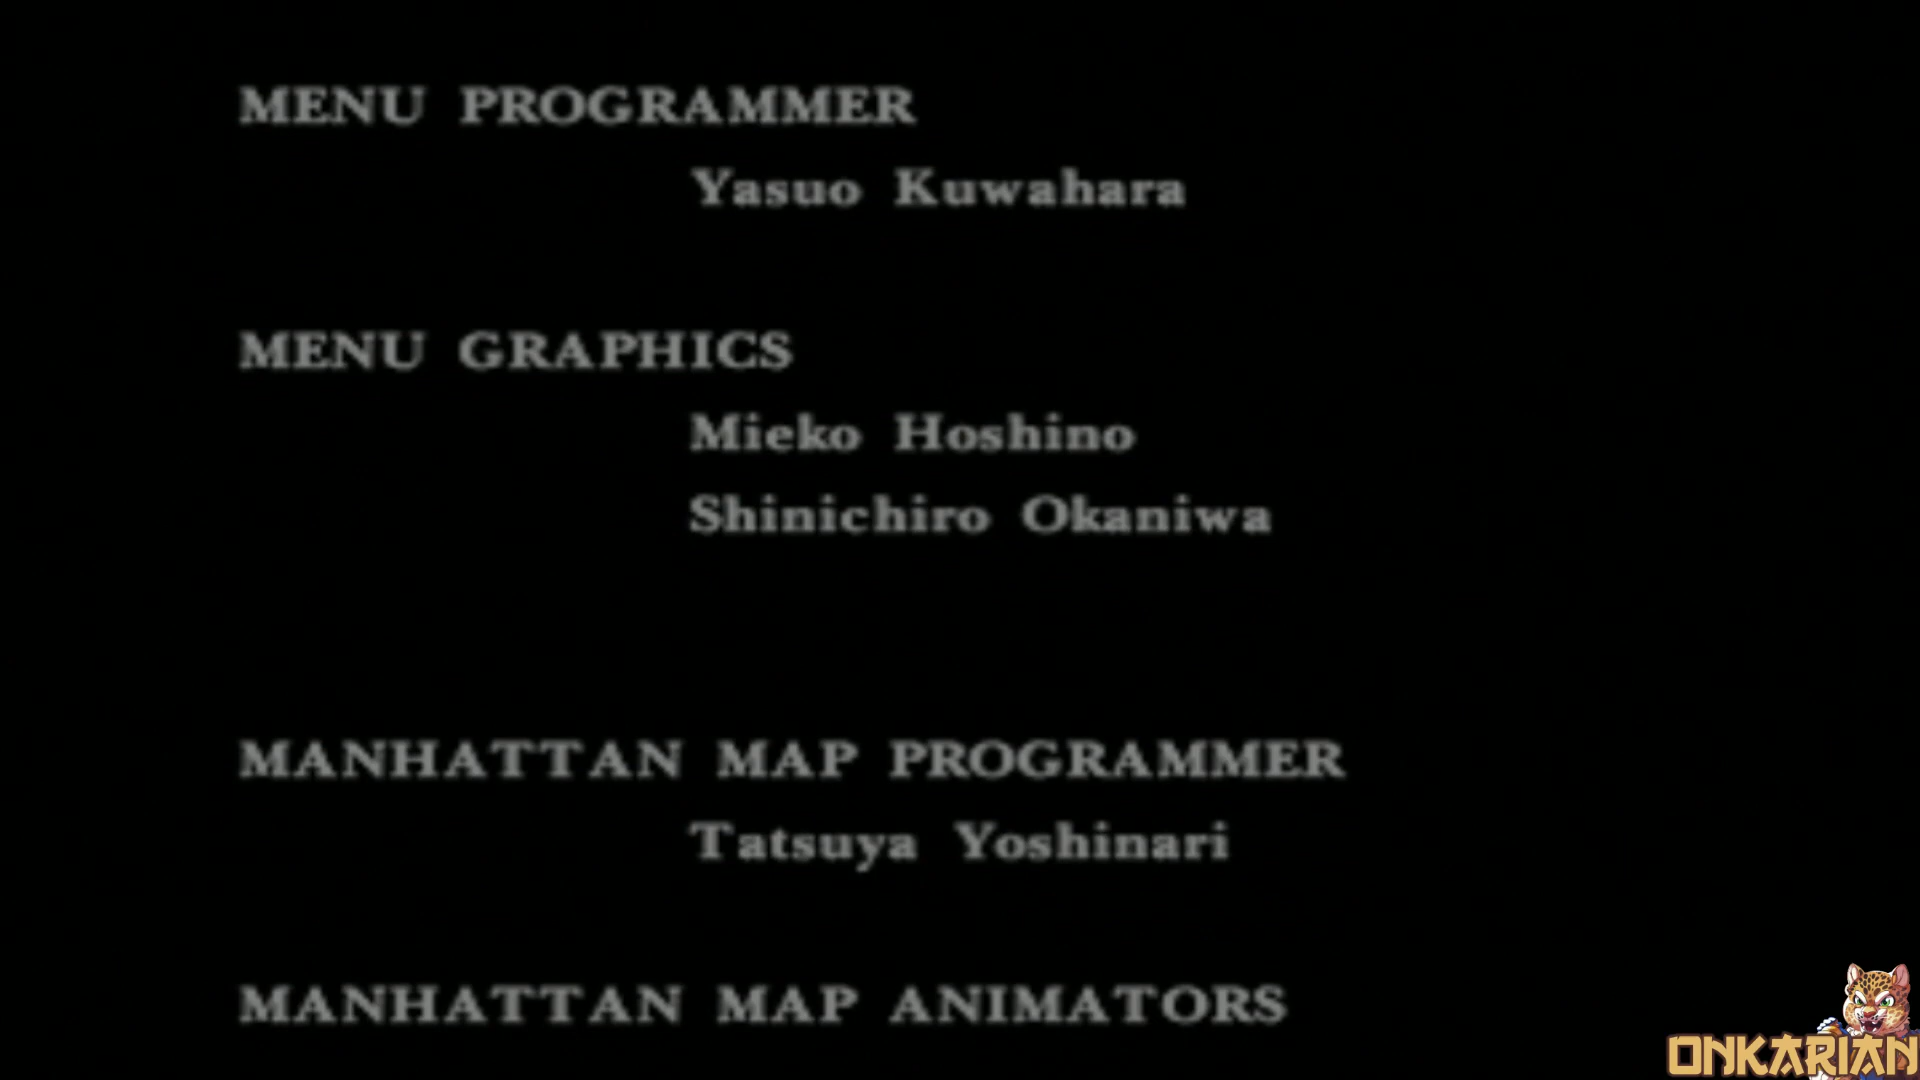 MENU PROGRAMMER
Yasuo Kuwahara
MENU GRAPHICS
Mieko Hoshino
Shinichiro Okaniwa
MANHATTAN MAP PROGRAMMER
Tatsuya Yoshinari
MANHATTAN MAP ANIMATORS
ONKARIAN